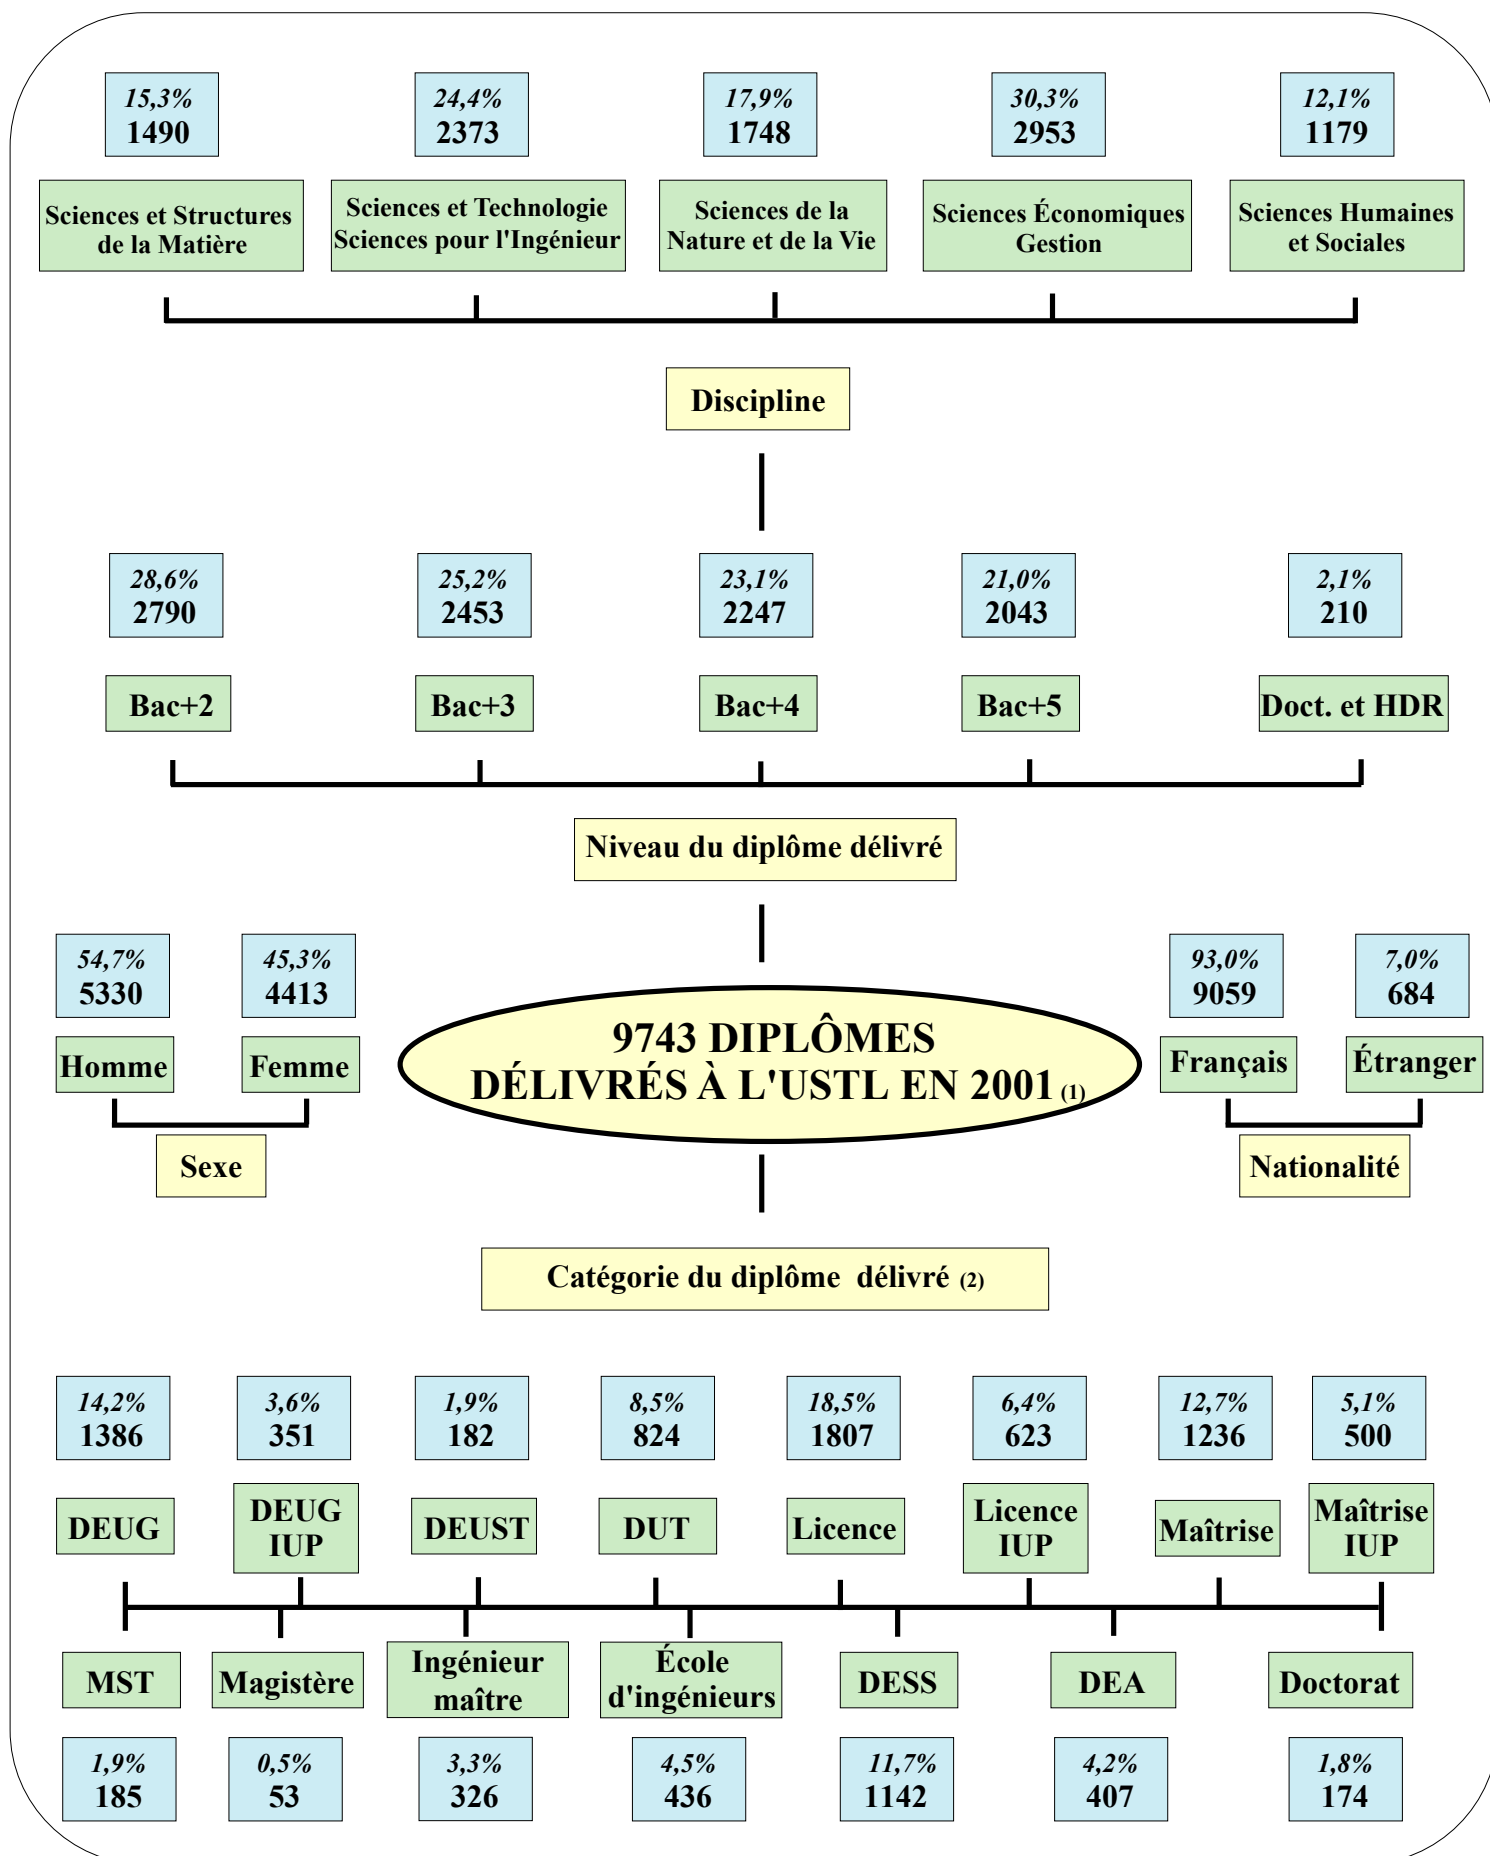 15,3%
1490
24,4%
2373
17,9%
1748
30,3%
2953
12,1%
1179
Sciences et Structures
de la Matière
Sciences et Technologie
Sciences pour l'Ingénieur
Sciences de la
Nature et de la Vie
Sciences Économiques
Gestion
Sciences Humaines
et Sociales
Discipline
28,6%
2790
25,2%
2453
23,1%
2247
21,0%
2043
2,1%
210
Bac+2
Bac+3
Bac+4
Bac+5
Doct. et HDR
Niveau du diplôme délivré
54,7%
5330
45,3%
4413
Homme
Femme
Sexe
9743 DIPLÔMES
DÉLIVRÉS À L'USTL EN 2001 (1)
93,0%
9059
7,0%
684
Français
Étranger
Nationalité
Catégorie du diplôme délivré (2)
14,2%
1386
3,6%
351
1,9%
182
8,5%
824
18,5%
1807
6,4%
623
12,7%
1236
5,1%
500
DEUG
DEUG
IUP
DEUST
DUT
Licence
Licence
IUP
Maîtrise
Maîtrise
IUP
MST
Magistère
Ingénieur
maître
École
d'ingénieurs
DESS
DEA
Doctorat
1,9%
185
0,5%
53
3,3%
326
4,5%
436
11,7%
1142
4,2%
407
1,8%
174